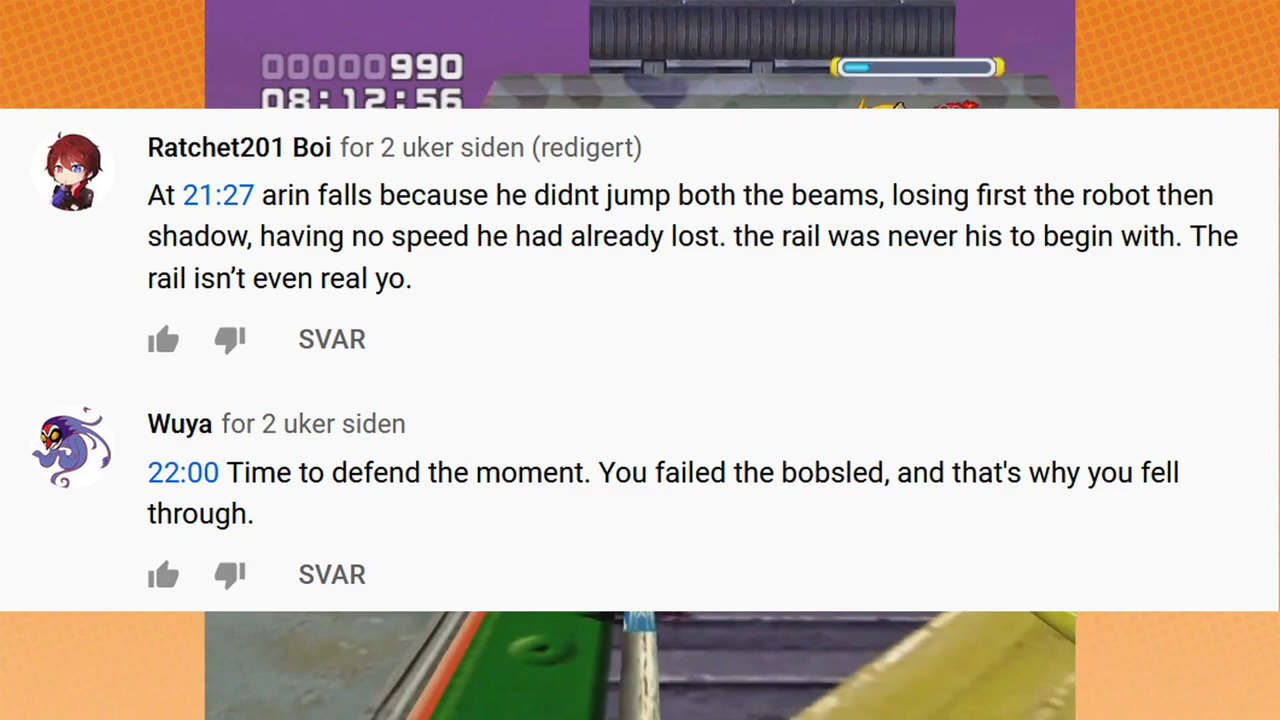 00000990
08:12:56
Ratchet201 Boi for 2 uker siden (redigert)
At 21:27 arin falls because he didnt jump both the beams, losing first the robot then
shadow, having no speed he had already lost. the rail was never his to begin with. The
rail isn’t even real yo.
SVAR
Wuya for 2 uker siden
22:00 Time to defend the moment. You failed the bobsled, and that's why you fell
through.
SVAR